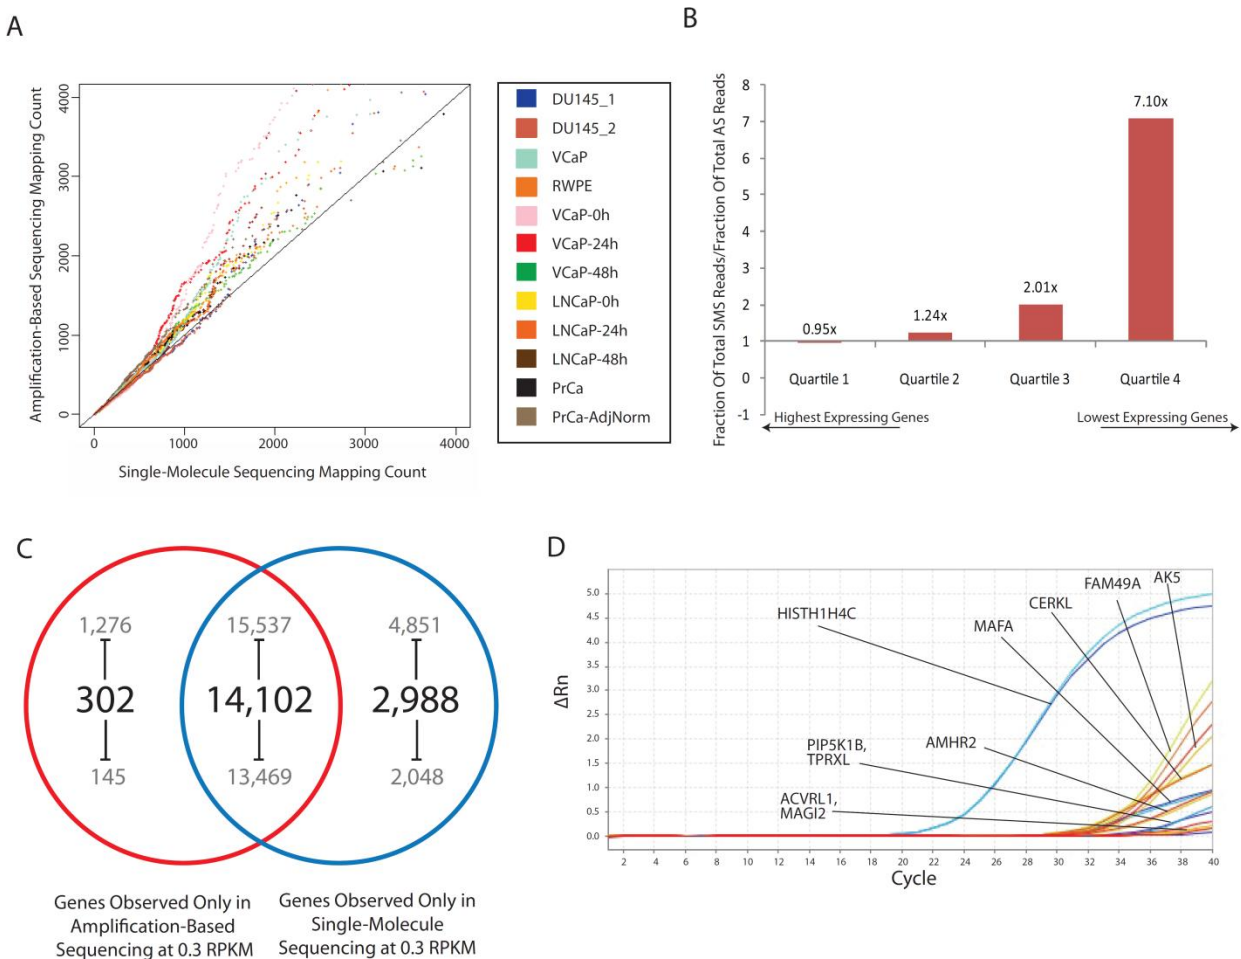 A
Amplification-Based Sequencing Mapping Count
4000
3000
2000
1000
0
0
1000
2000
3000
4000
Single-Molecule Sequencing Mapping Count
DU145_1
DU145_2
VCaP
RWPE
VCaP-0h
VCaP-24h
VCaP-48h
LNCaP-0h
LNCaP-24h
LNCaP-48h
PrCa
PrCa-AdjNorm
B
Fraction Of Total SMS Reads/Fraction Of Total AS Reads
8
7
6
5
4
3
2
1
0
-1
0.95x
1.24x
2.01x
7.10x
Quartile 1
Quartile 2
Quartile 3
Quartile 4
Highest Expressing Genes
Lowest Expressing Genes
C
1,276
15,537
4,851
302
14,102
2,988
145
13,469
2,048
Genes Observed Only in
Amplification-Based
Sequencing at 0.3 RPKM
Genes Observed Only in
Single-Molecule
Sequencing at 0.3 RPKM
D
ΔRn
5.0
4.5
4.0
3.5
3.0
2.5
2.0
1.5
1.0
0.5
0.0
HISTH1H4C
MAFA
CERKL
FAM49A
AK5
PIP5K1B,
TPRXL
AMHR2
ACVRL1,
MAGI2
2
4
6
8
10
12
14
16
18
20
22
24
26
28
30
32
34
36
38
40
Cycle